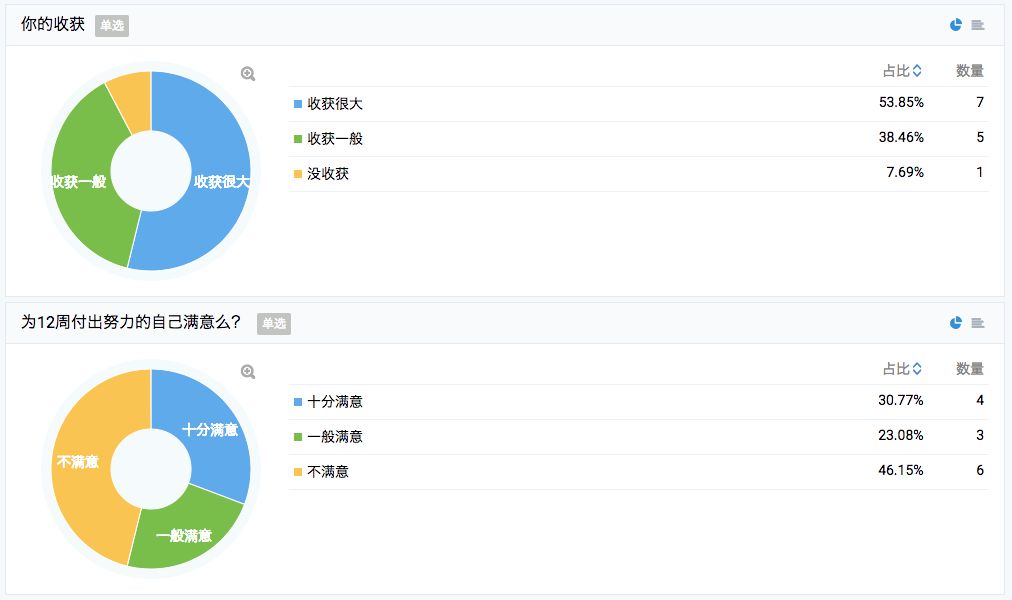 你的收获 单选
占比 数量
收获很大 53.85% 7
收获一般 38.46% 5
没收获 7.69% 1
收获一般 收获很大
为12周付出努力的自己满意么? 单选
占比 数量
十分满意 30.77% 4
一般满意 23.08% 3
不满意 46.15% 6
十分满意
不满意
一般满意